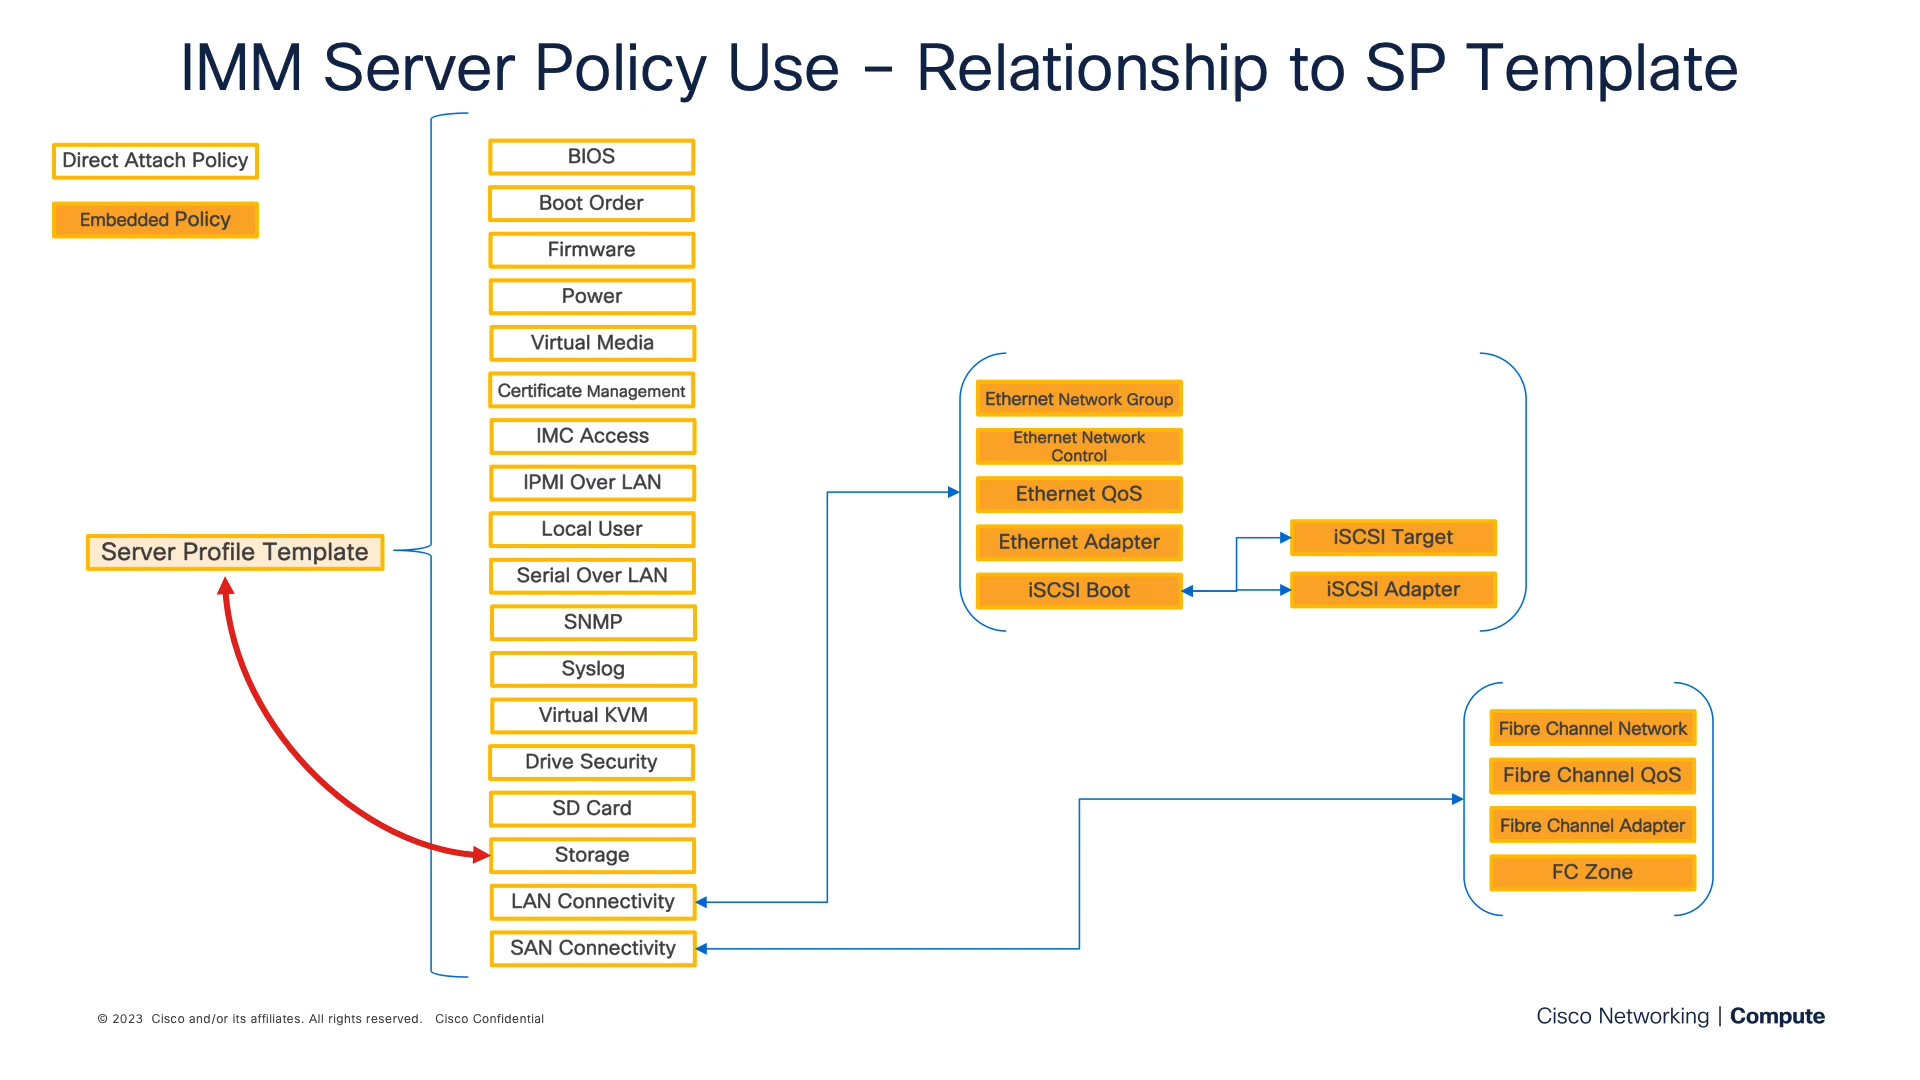 IMM Server Policy Use – Relationship to SP Template
Direct Attach Policy
Embedded Policy
Server Profile Template
BIOS
Boot Order
Firmware
Power
Virtual Media
Certificate Management
IMC Access
IPMI Over LAN
Local User
Serial Over LAN
SNMP
Syslog
Virtual KVM
Drive Security
SD Card
Storage
LAN Connectivity
SAN Connectivity
Ethernet Network Group
Ethernet Network
Control
Ethernet QoS
Ethernet Adapter
iSCSI Boot
iSCSI Target
iSCSI Adapter
Fibre Channel Network
Fibre Channel QoS
Fibre Channel Adapter
FC Zone
© 2023 Cisco and/or its affiliates. All rights reserved. Cisco Confidential
Cisco Networking | Compute